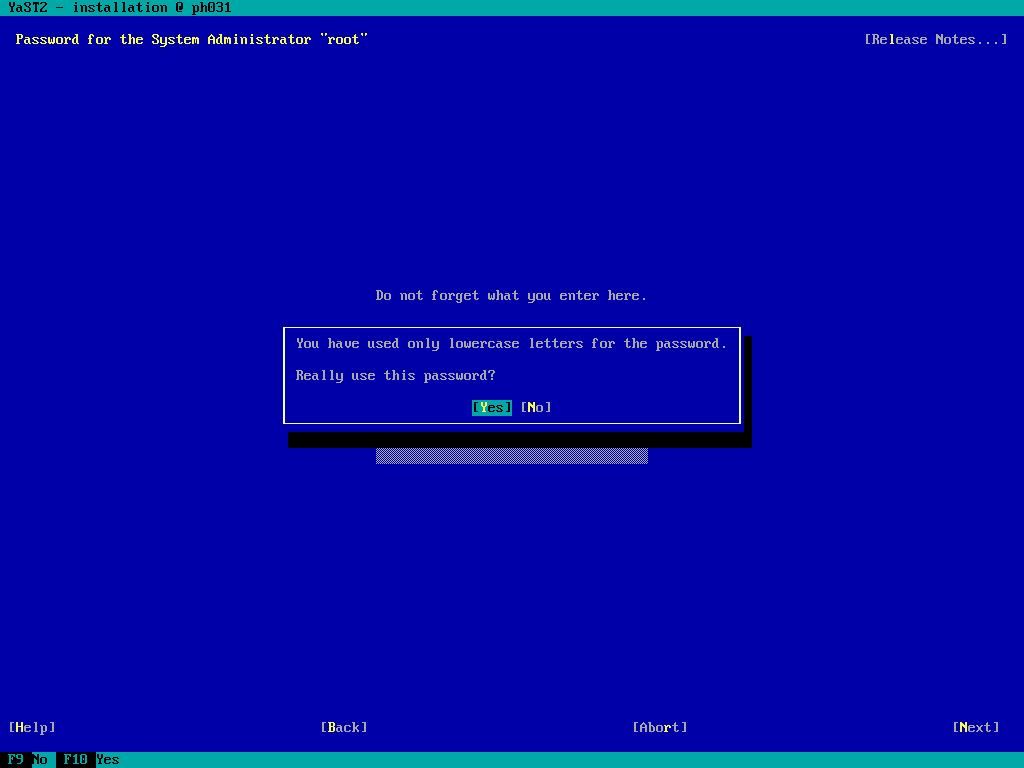 YaST2 - installation @ ph031
Password for the System Administrator "root" [Release Notes...]
Do not forget what you enter here.
You have used only lowercase letters for the password.
Really use this password?
[Yes] [No]
[Help] [Back] [Abort] [Next]
F9 No F10 Yes